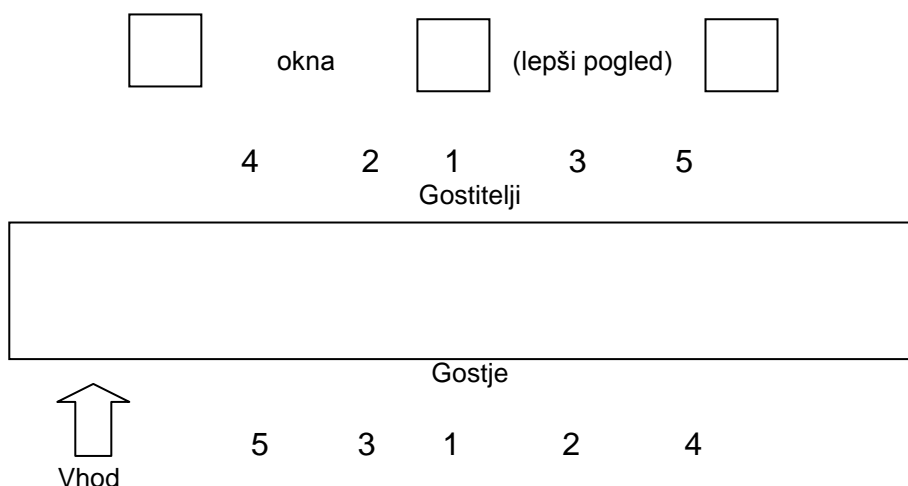 okna (lepši pogled)
4 2 1 3 5
Gostitelji
Gostje
5 3 1 2 4
Vhod